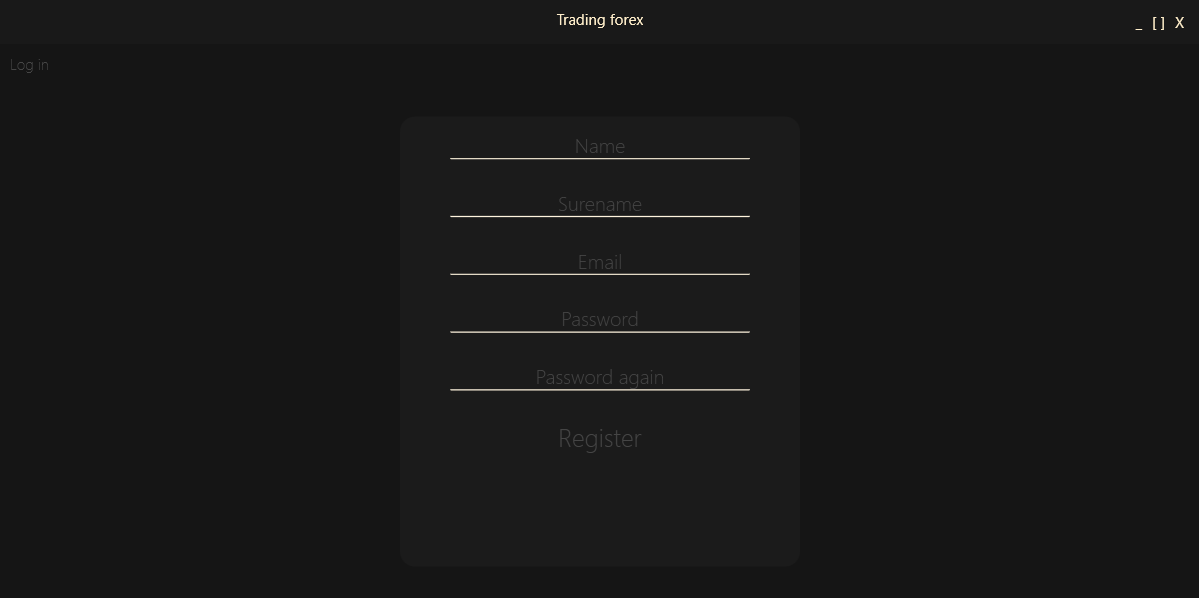 Trading forex
_ [] X
Log in
Name
Surename
Email
Password
Password again
Register